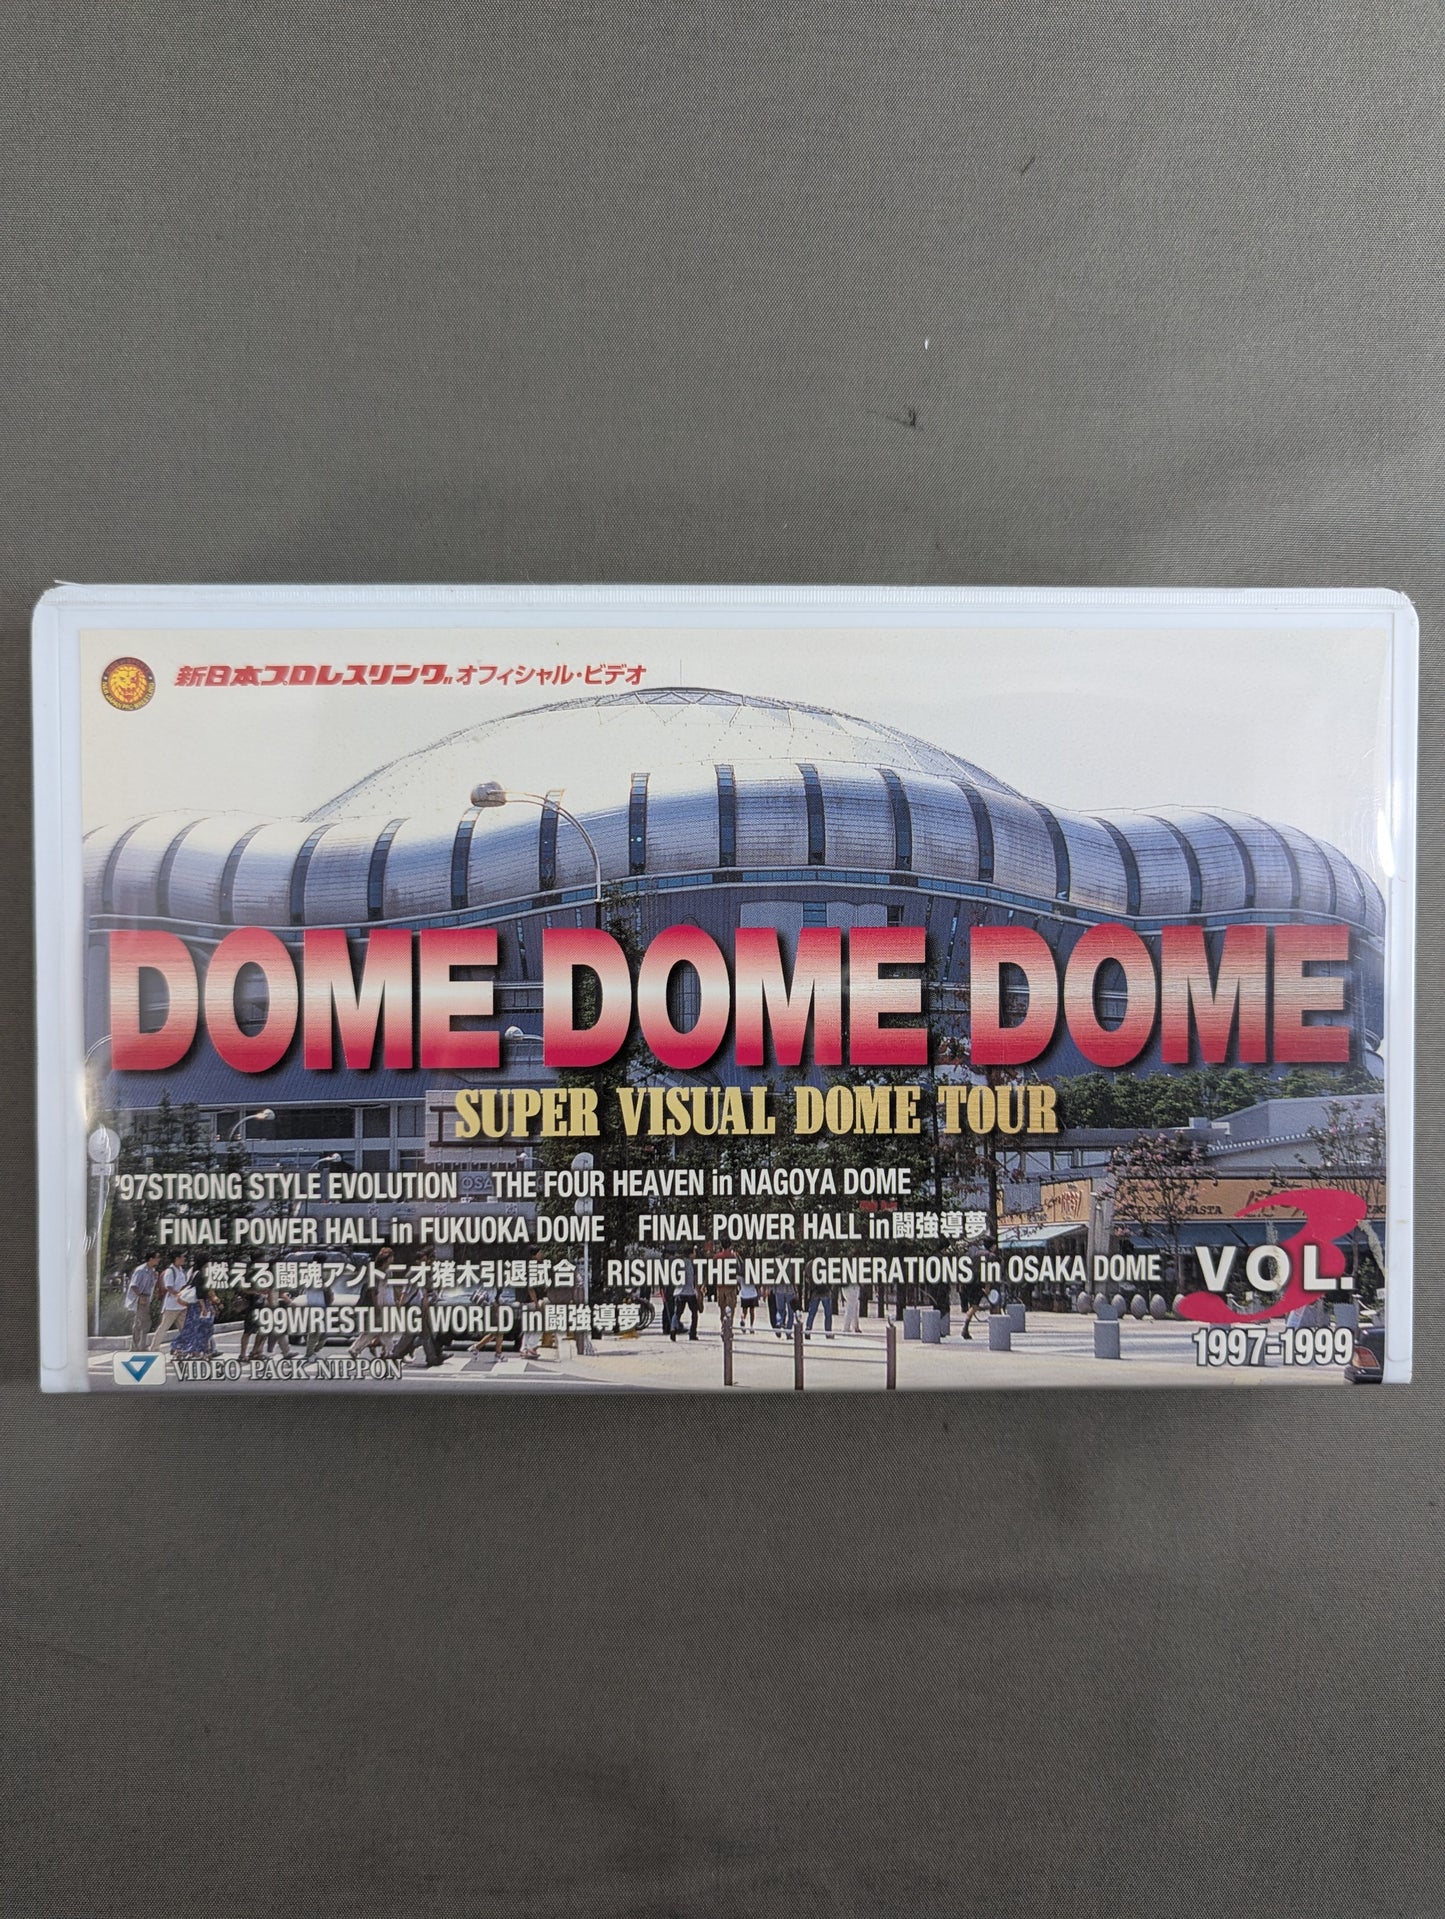 新日本プロレスリング オフィシャル・ビデオ
DOME DOME DOME
SUPER VISUAL DOME TOUR
'97STRONG STYLE EVOLUTION THE FOUR HEAVEN in NAGOYA DOME
FINAL POWER HALL in FUKUOKA DOME FINAL POWER HALL in闘強導夢
燃える闘魂アントニオ猪木引退試合 RISING THE NEXT GENERATIONS in OSAKA DOME
'99WRESTLING WORLD in闘強導夢
VOL. 3
1997-1999
VIDEO PACK NIPPON